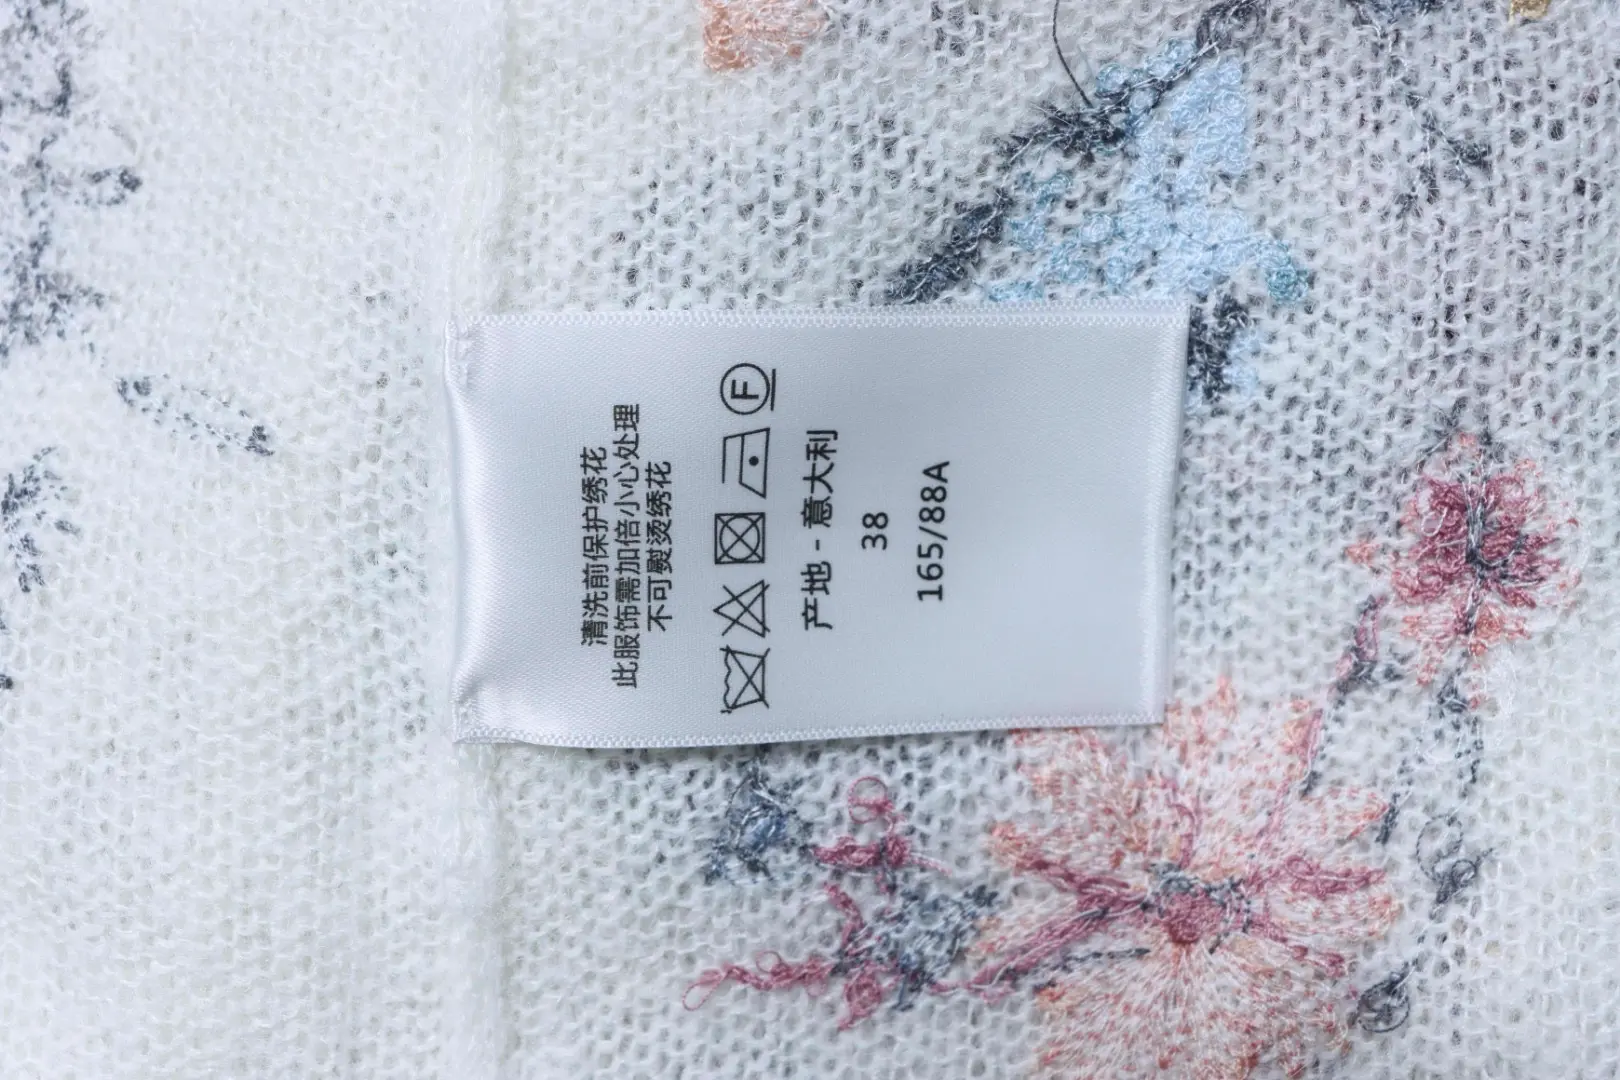 清洗前保护绣花
此服饰需加倍小心处理
不可熨烫绣花
F
产地 - 意大利
38
165/88A